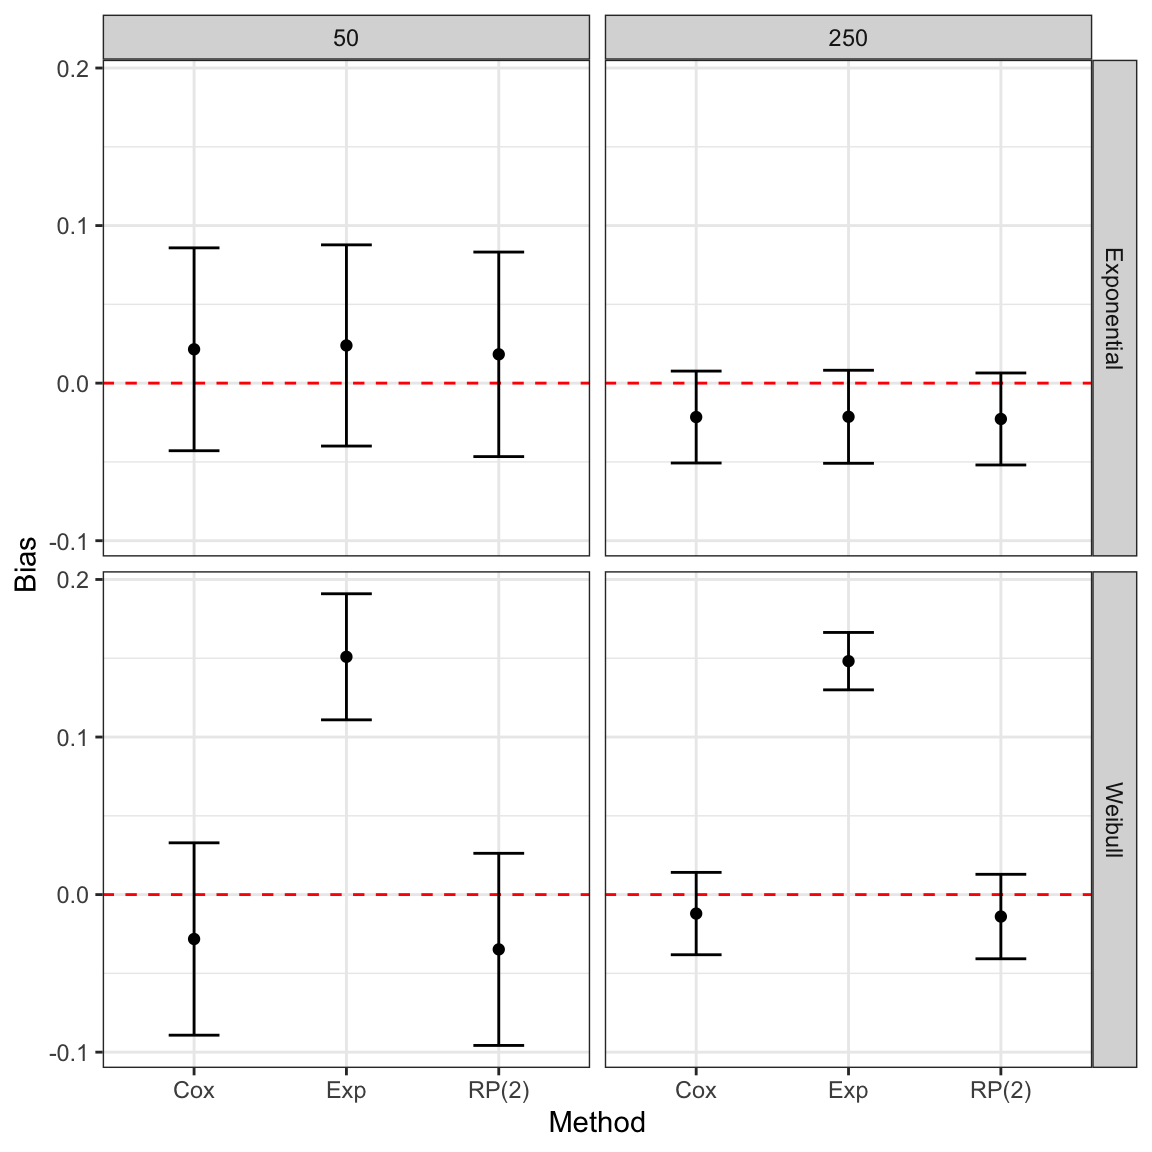 50
250
0.2
0.1
0.0
-0.1
Exponential
0.2
0.1
0.0
-0.1
Weibull
Bias
Cox
Exp
RP(2)
Cox
Exp
RP(2)
Method